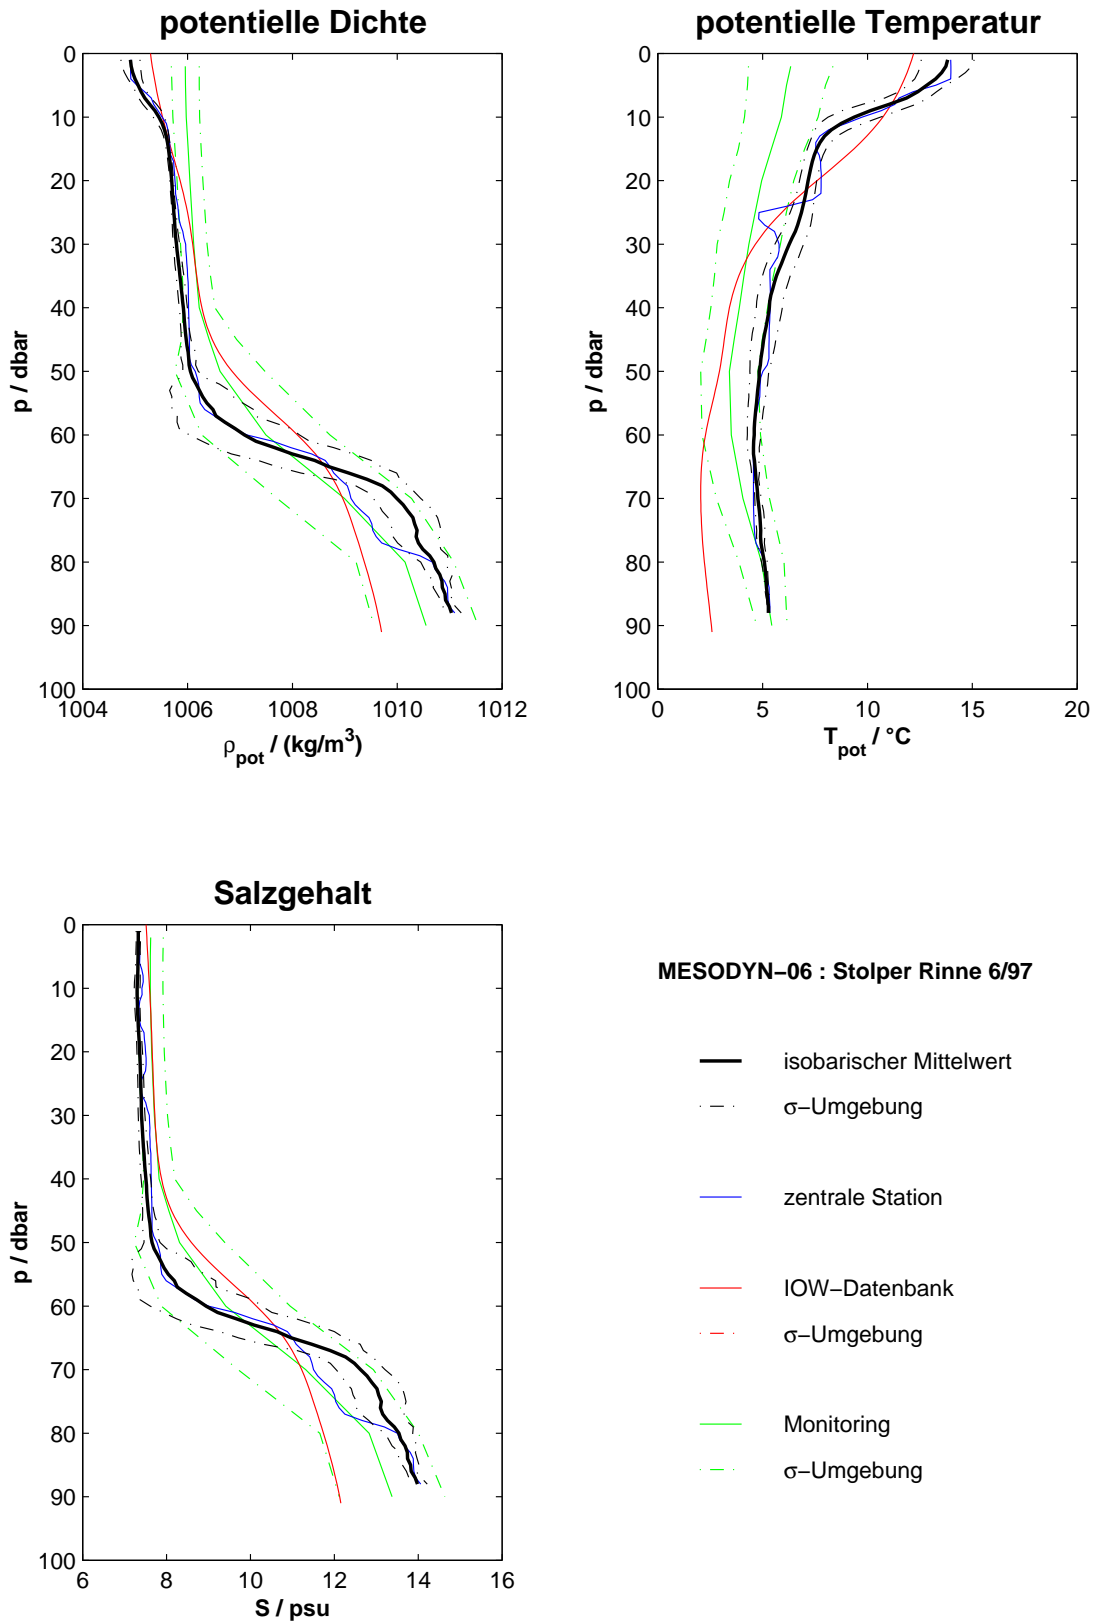 potentielle Dichte
0
10
20
30
40
50
60
70
80
90
100
p / dbar
1004 1006 1008 1010 1012
ρpot / (kg/m³)
potentielle Temperatur
0
10
20
30
40
50
60
70
80
90
100
p / dbar
0 5 10 15 20
Tpot / °C
Salzgehalt
0
10
20
30
40
50
60
70
80
90
100
p / dbar
6 8 10 12 14 16
S / psu
MESODYN−06 : Stolper Rinne 6/97
isobarischer Mittelwert
σ−Umgebung
zentrale Station
IOW−Datenbank
σ−Umgebung
Monitoring
σ−Umgebung